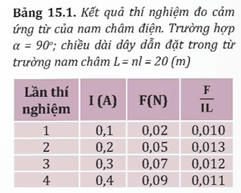 Bảng 15.1. Kết quả thí nghiệm đo cảm
ứng từ của nam châm điện. Trường hợp
α = 90º; chiều dài dây dẫn đặt trong từ
trường nam châm L = nl = 20 (m)
Lần thí nghiệm I (A) F(N) F/IL
1 0,1 0,02 0,010
2 0,2 0,05 0,013
3 0,3 0,07 0,012
4 0,4 0,09 0,011